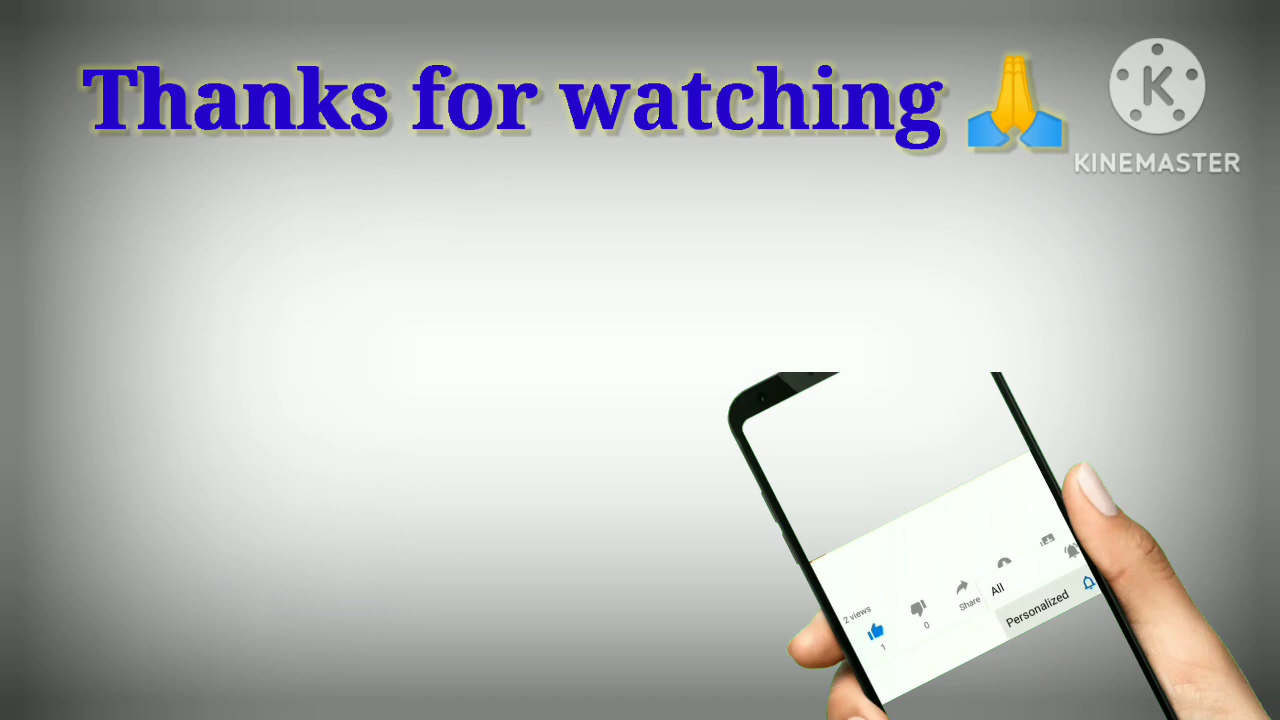 Thanks for watching 🙏
K
KINEMASTER
2 views
1
0
Share
All
Personalized